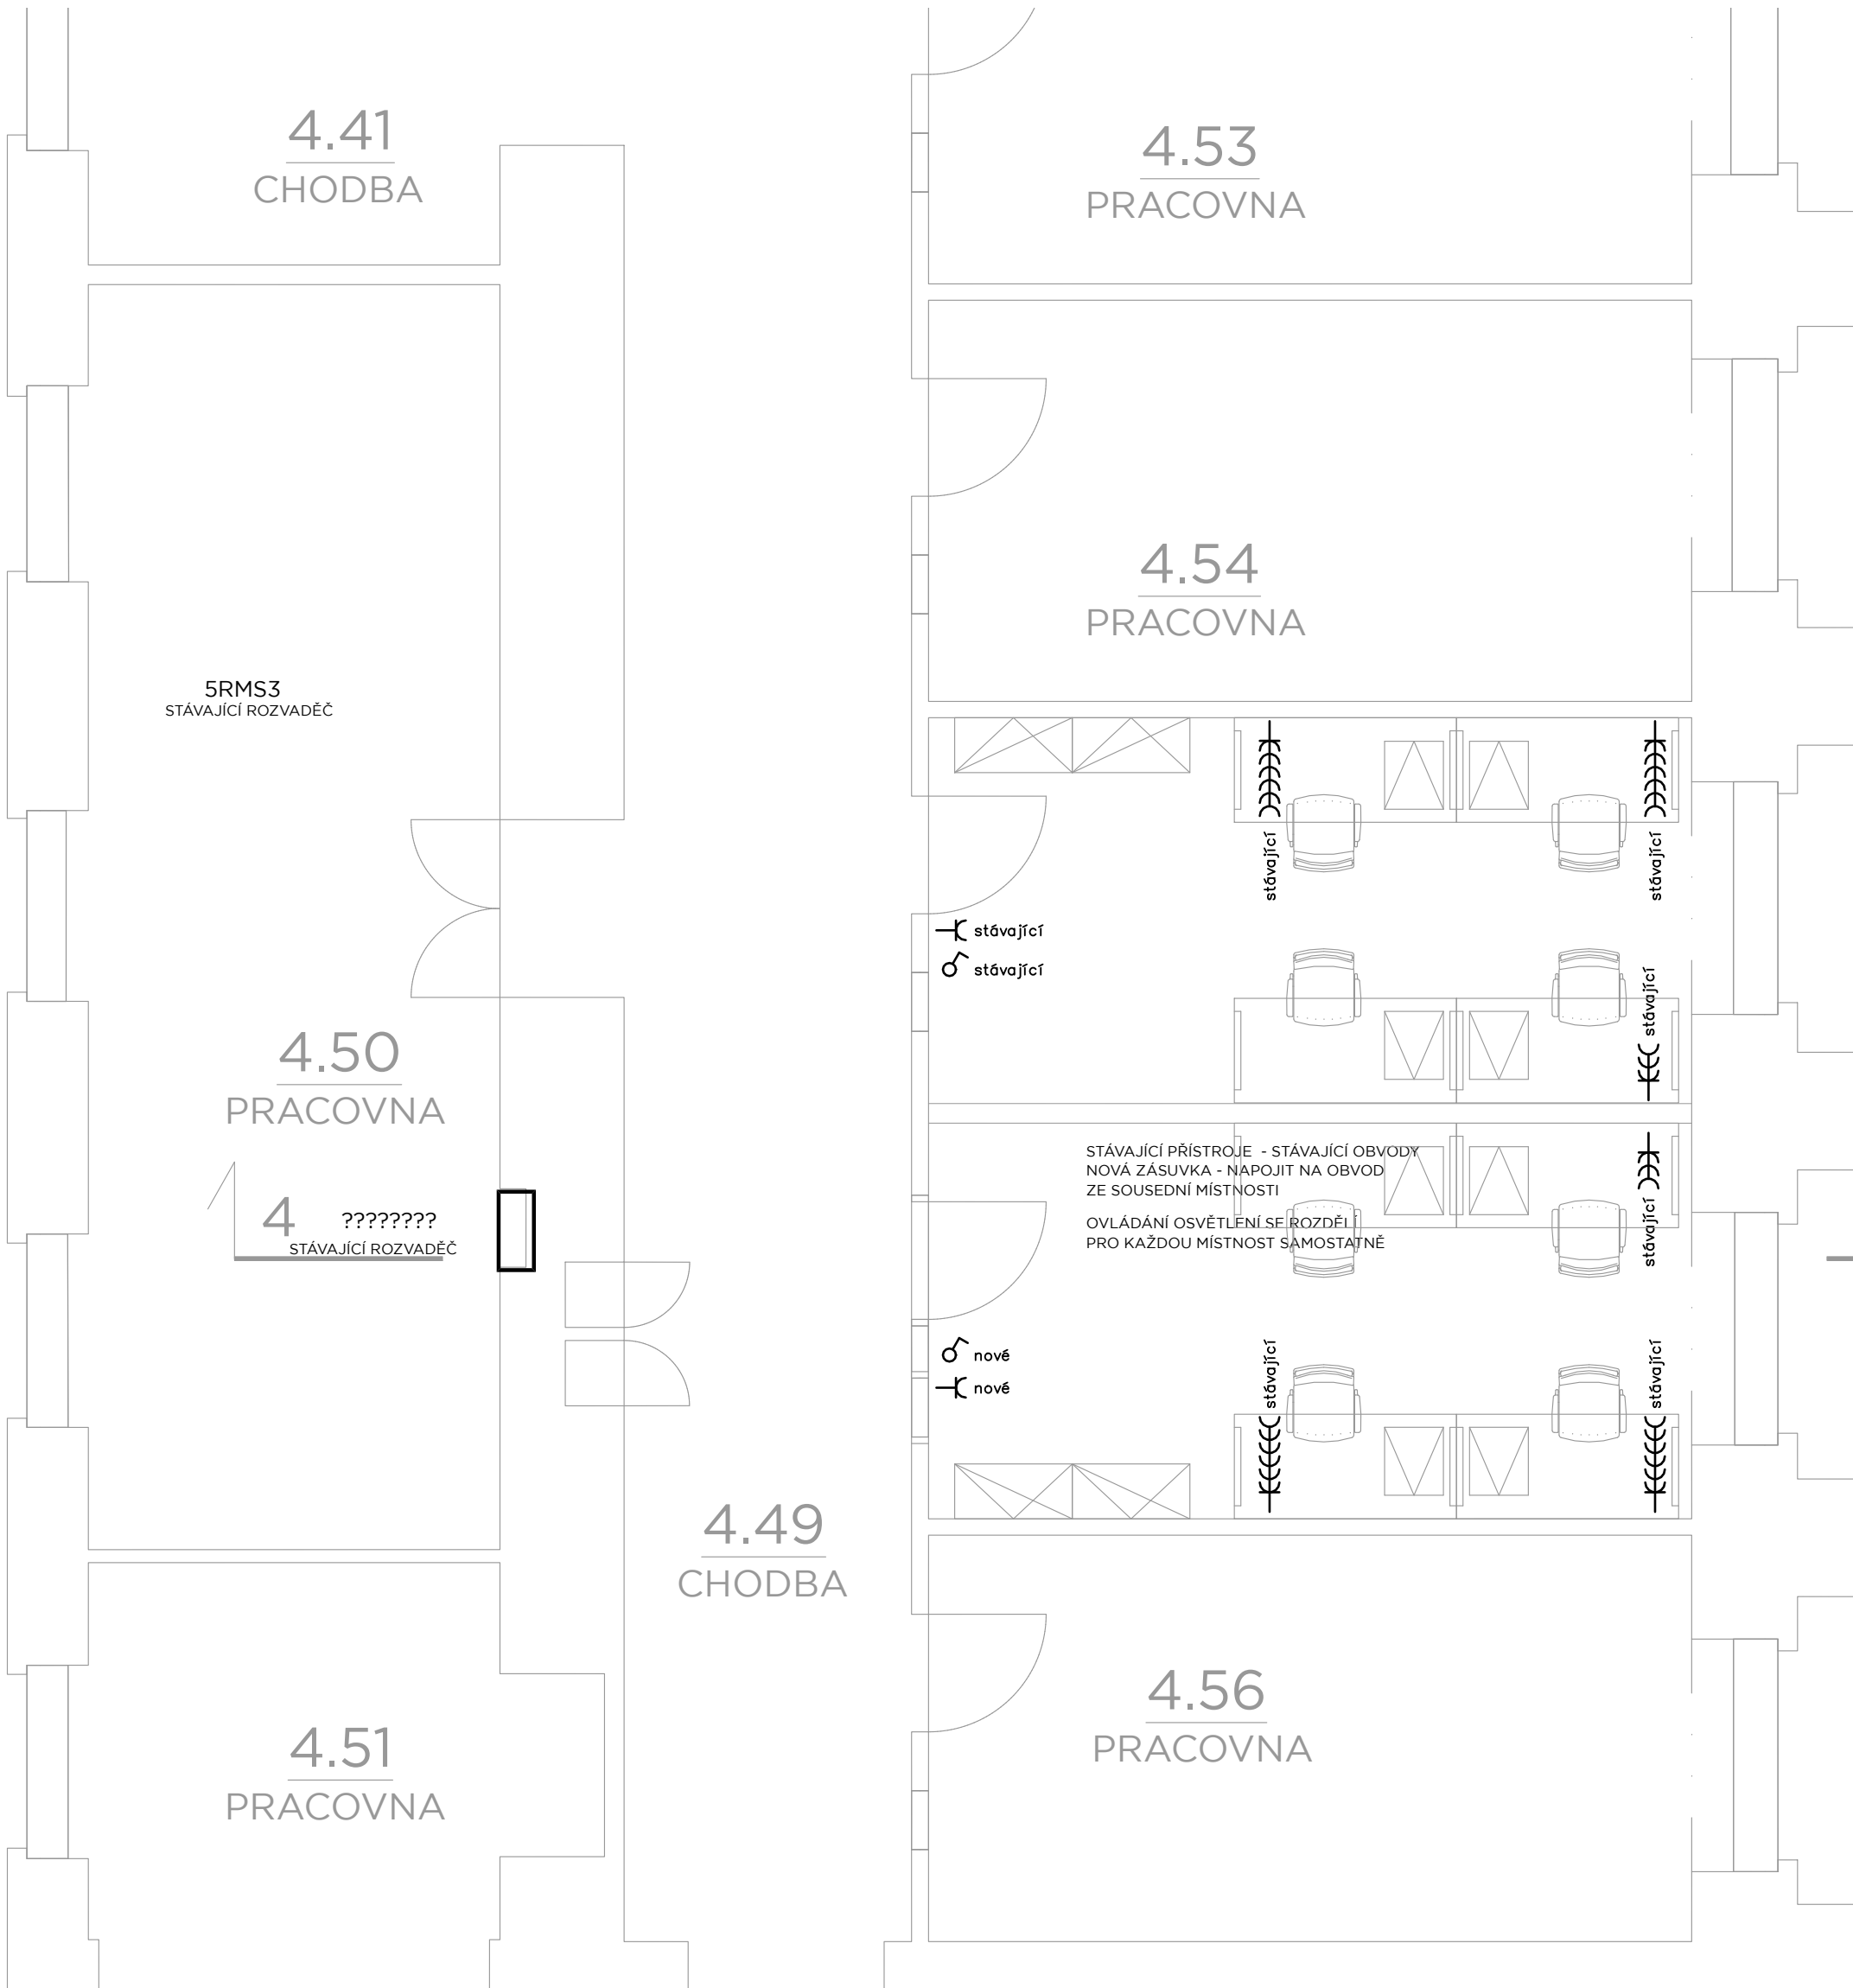 4.41
CHODBA
4.53
PRACOVNA
4.54
PRACOVNA
5RMS3
STÁVAJÍCÍ ROZVADĚČ
stávající
stávající
stávající
stávající
stávající
4.50
PRACOVNA
STÁVAJÍCÍ PŘÍSTROJE - STÁVAJÍCÍ OBVODY
NOVÁ ZÁSUVKA - NAPOJIT NA OBVOD
ZE SOUSEDNÍ MÍSTNOSTI
OVLÁDÁNÍ OSVĚTLENÍ SE ROZDĚLÍ
PRO KAŽDOU MÍSTNOST SAMOSTATNĚ
stávající
4
????????
STÁVAJÍCÍ ROZVADĚČ
nové
nové
stávající
stávající
4.49
CHODBA
4.56
PRACOVNA
4.51
PRACOVNA